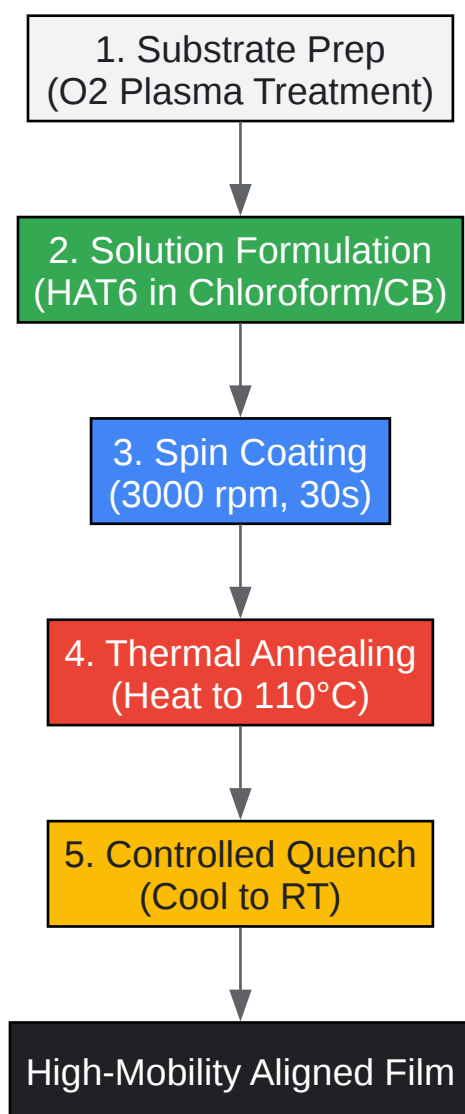 1. Substrate Prep
(O2 Plasma Treatment)
2. Solution Formulation
(HAT6 in Chloroform/CB)
3. Spin Coating
(3000 rpm, 30s)
4. Thermal Annealing
(Heat to 110°C)
5. Controlled Quench
(Cool to RT)
High-Mobility Aligned Film